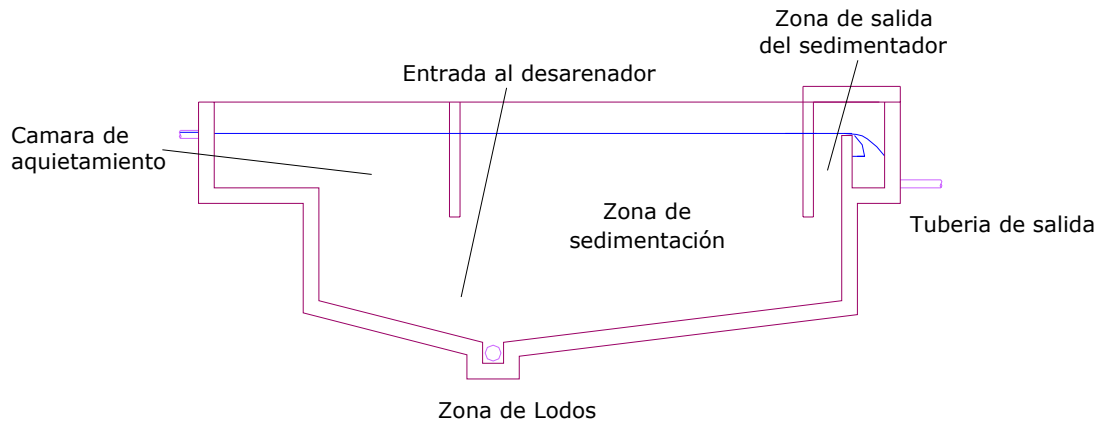 Zona de salida
del sedimentador
Entrada al desarenador
Camara de
aquietamiento
Zona de
sedimentación
Tuberia de salida
Zona de Lodos